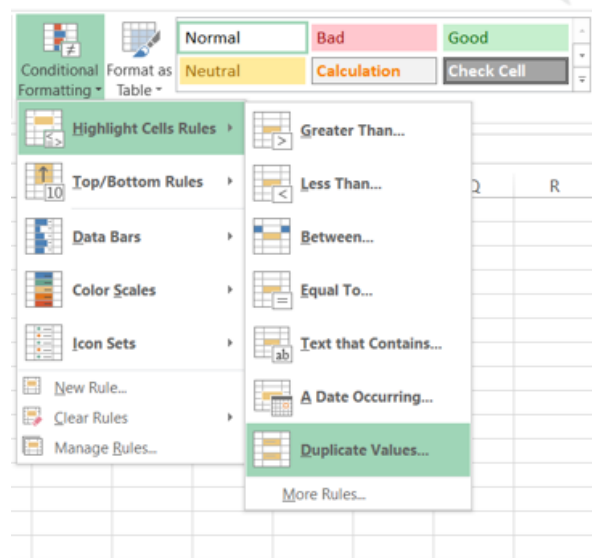 Normal
Bad
Good
Conditional Formatting
Format as Table
Neutral
Calculation
Check Cell
Highlight Cells Rules
Top/Bottom Rules
Data Bars
Color Scales
Icon Sets
New Rule...
Clear Rules
Manage Rules...
Greater Than...
Less Than...
Between...
Equal To...
Text that Contains...
A Date Occurring...
Duplicate Values...
More Rules...
10
ab
R